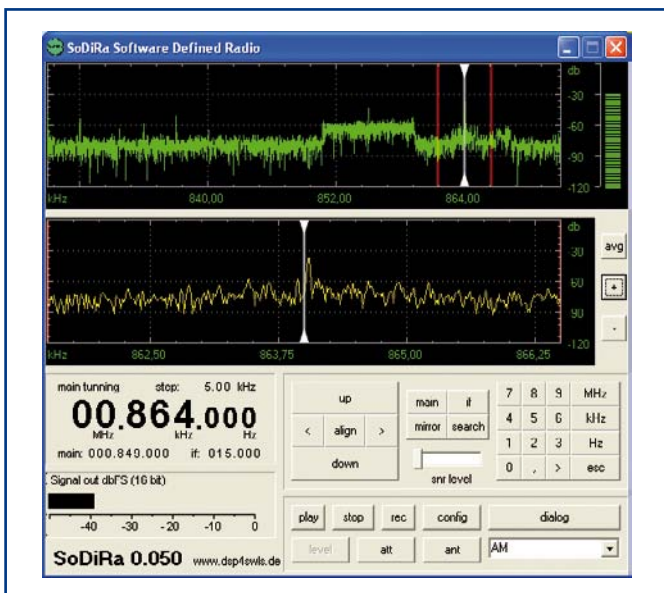 SoDiRa Software Defined Radio
db
-30
-60
-90
-120
kHz 840,00 852,00 864,00
db
30
60
90
-120
kHz 862,50 863,75 865,00 866,25
avg
+
-
main tunning step: 5.00 kHz
00.864.000
MHz kHz Hz
main: 000.849.000 if: 015.000
Signal out dbFS (16 bit)
-40 -30 -20 -10 0
SoDiRa 0.050 www.dsp4swls.de
up
< align >
down
main if
mirror search
snr level
7 8 9 MHz
4 5 6 kHz
1 2 3 Hz
0 , > esc
play stop rec config dialog
level att ant AM